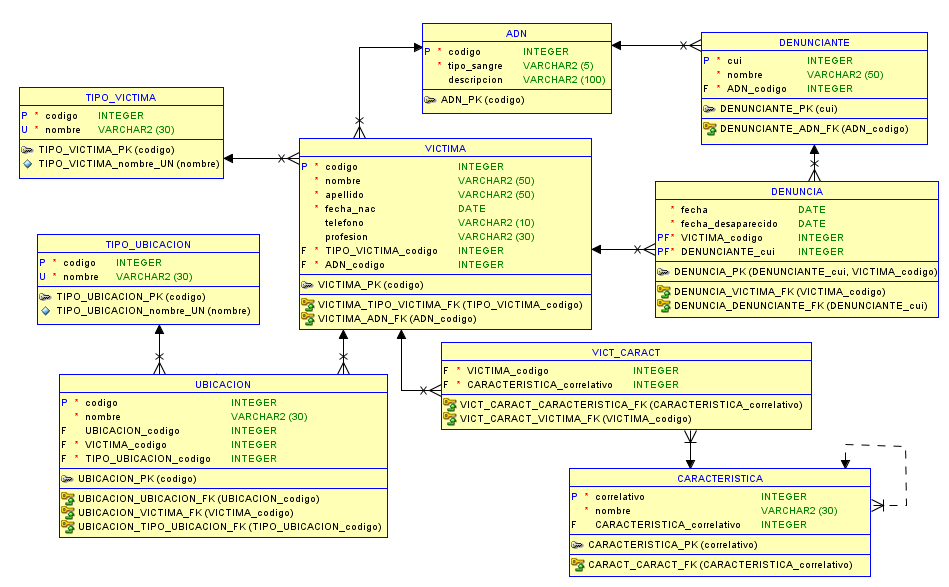 ADN
P * codigo INTEGER
* tipo_sangre VARCHAR2 (5)
descripcion VARCHAR2 (100)
ADN_PK (codigo)
DENUNCIANTE
P * cui INTEGER
* nombre VARCHAR2 (50)
F * ADN_codigo INTEGER
DENUNCIANTE_PK (cui)
DENUNCIANTE_ADN_FK (ADN_codigo)
TIPO_VICTIMA
P * codigo INTEGER
U * nombre VARCHAR2 (30)
TIPO_VICTIMA_PK (codigo)
TIPO_VICTIMA_nombre_UN (nombre)
VICTIMA
P * codigo INTEGER
* nombre VARCHAR2 (50)
* apellido VARCHAR2 (50)
* fecha_nac DATE
telefono VARCHAR2 (10)
profesion VARCHAR2 (30)
F * TIPO_VICTIMA_codigo INTEGER
F * ADN_codigo INTEGER
VICTIMA_PK (codigo)
VICTIMA_TIPO_VICTIMA_FK (TIPO_VICTIMA_codigo)
VICTIMA_ADN_FK (ADN_codigo)
DENUNCIA
* fecha DATE
* fecha_desaparecido DATE
PF* VICTIMA_codigo INTEGER
PF* DENUNCIANTE_cui INTEGER
DENUNCIA_PK (DENUNCIANTE_cui, VICTIMA_codigo)
DENUNCIA_VICTIMA_FK (VICTIMA_codigo)
DENUNCIA_DENUNCIANTE_FK (DENUNCIANTE_cui)
TIPO_UBICACION
P * codigo INTEGER
U * nombre VARCHAR2 (30)
TIPO_UBICACION_PK (codigo)
TIPO_UBICACION_nombre_UN (nombre)
UBICACION
P * codigo INTEGER
* nombre VARCHAR2 (30)
F UBICACION_codigo INTEGER
F * VICTIMA_codigo INTEGER
F * TIPO_UBICACION_codigo INTEGER
UBICACION_PK (codigo)
UBICACION_UBICACION_FK (UBICACION_codigo)
UBICACION_VICTIMA_FK (VICTIMA_codigo)
UBICACION_TIPO_UBICACION_FK (TIPO_UBICACION_codigo)
VICT_CARACT
F * VICTIMA_codigo INTEGER
F * CARACTERISTICA_correlativo INTEGER
VICT_CARACT_CARACTERISTICA_FK (CARACTERISTICA_correlativo)
VICT_CARACT_VICTIMA_FK (VICTIMA_codigo)
CARACTERISTICA
P * correlativo INTEGER
* nombre VARCHAR2 (30)
F CARACTERISTICA_correlativo INTEGER
CARACTERISTICA_PK (correlativo)
CARACT_CARACT_FK (CARACTERISTICA_correlativo)